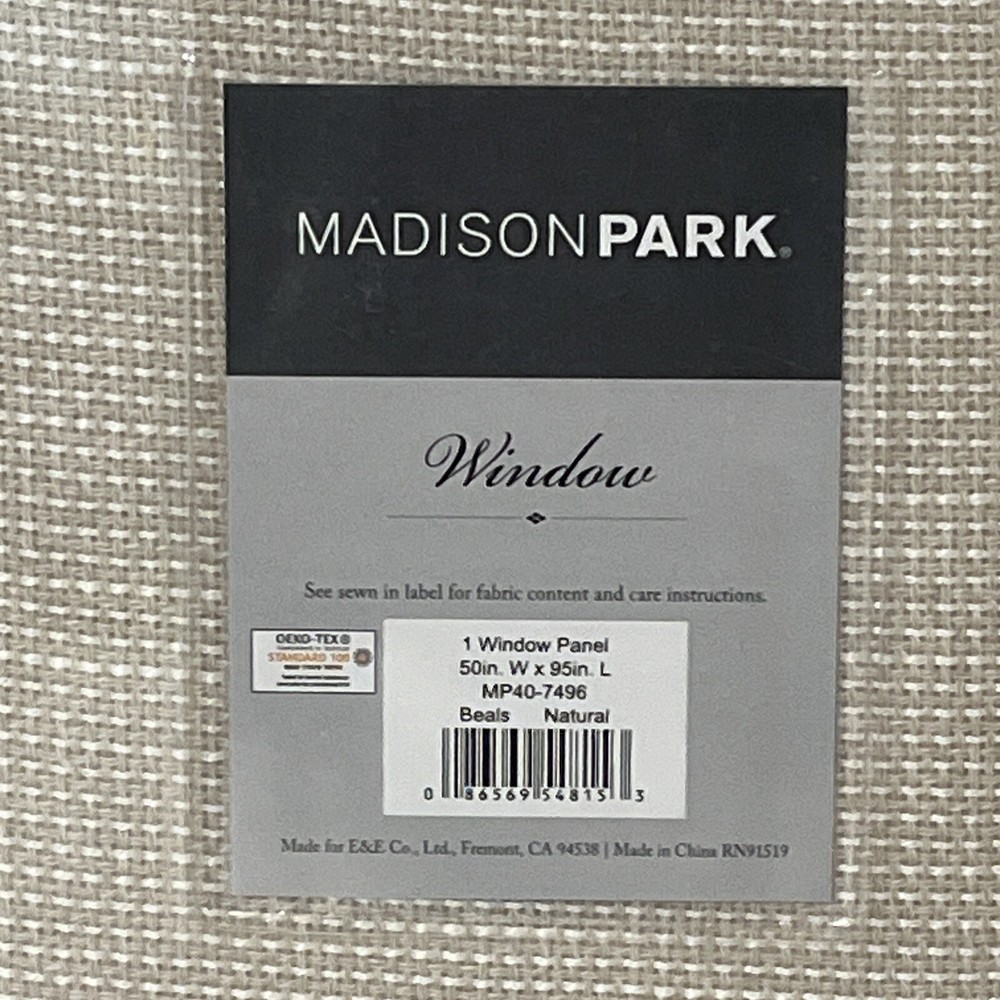 MADISONPARK®
Window
See sewn in label for fabric content and care instructions.
OEKO-TEX®
STANDARD 100
1 Window Panel
50in. W x 95in. L
MP40-7496
Beals Natural
0 86569 54815 3
Made for E&E Co., Ltd., Fremont, CA 94538 | Made in China RN91519